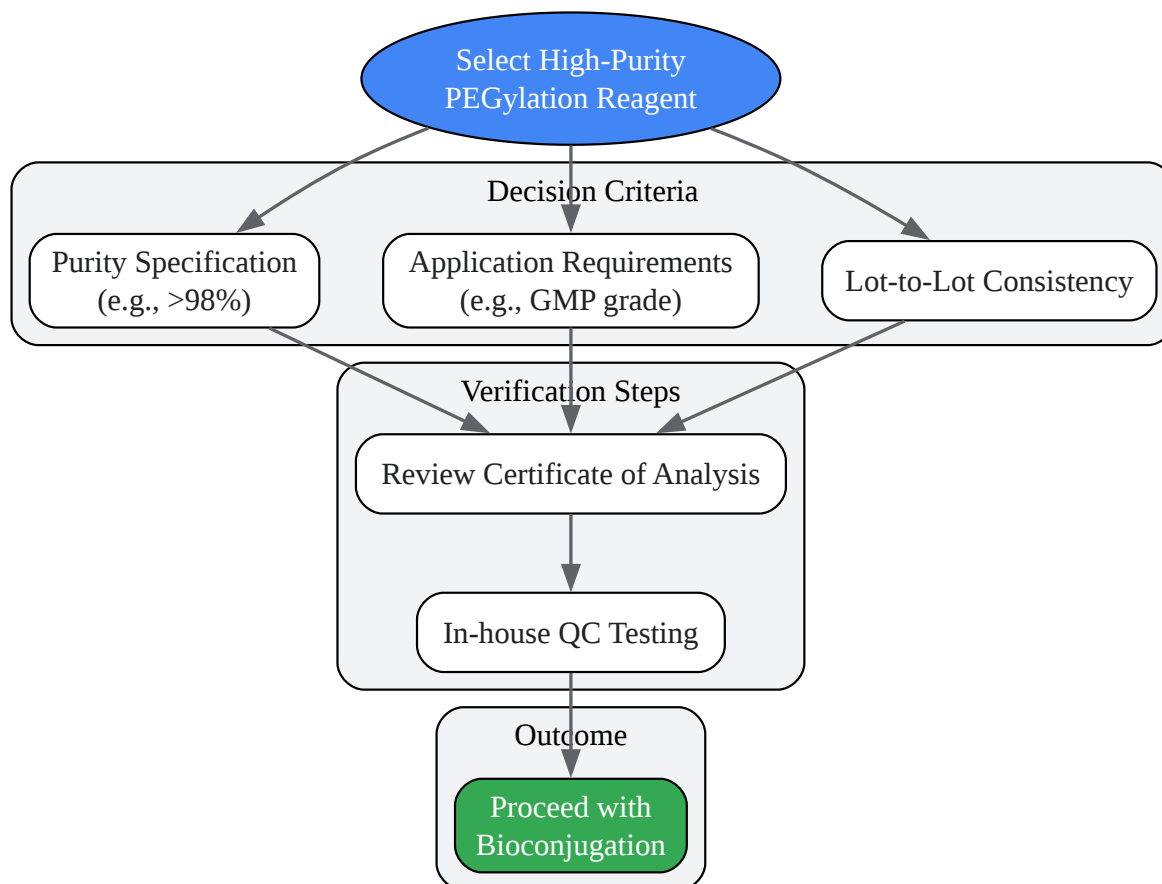 Select High-Purity
PEGylation Reagent
Decision Criteria
Purity Specification
(e.g., >98%)
Application Requirements
(e.g., GMP grade)
Lot-to-Lot Consistency
Verification Steps
Review Certificate of Analysis
In-house QC Testing
Outcome
Proceed with
Bioconjugation